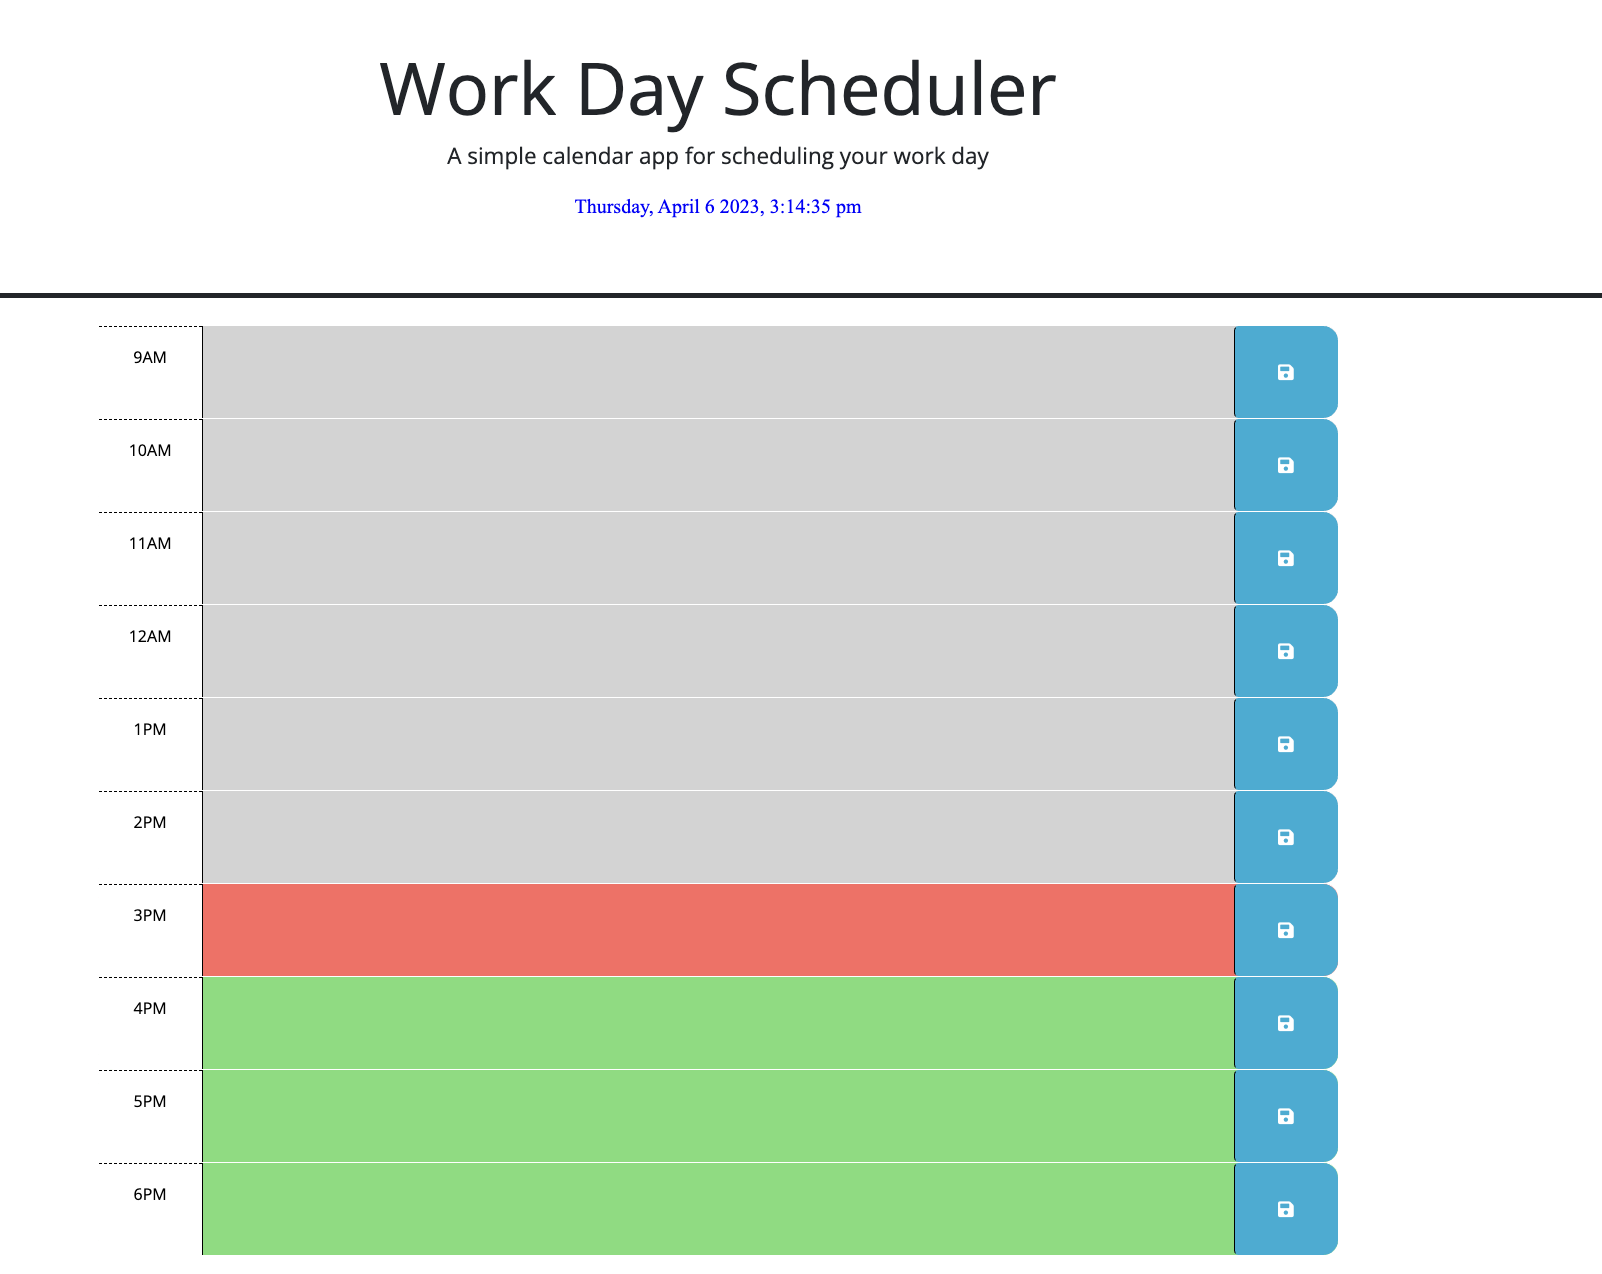 Work Day Scheduler
A simple calendar app for scheduling your work day
Thursday, April 6 2023, 3:14:35 pm
9AM
10AM
11AM
12AM
1PM
2PM
3PM
4PM
5PM
6PM